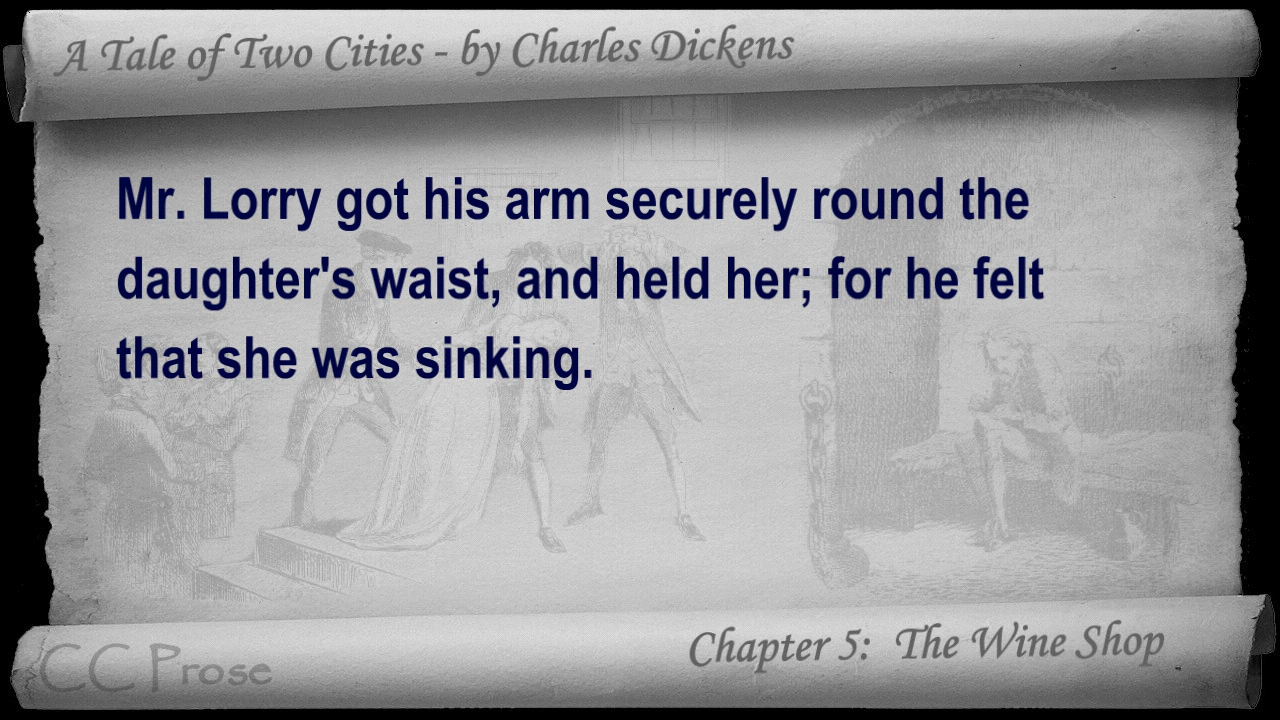 A Tale of Two Cities - by Charles Dickens
Mr. Lorry got his arm securely round the
daughter's waist, and held her; for he felt
that she was sinking.
Chapter 5: The Wine Shop
CC Prose